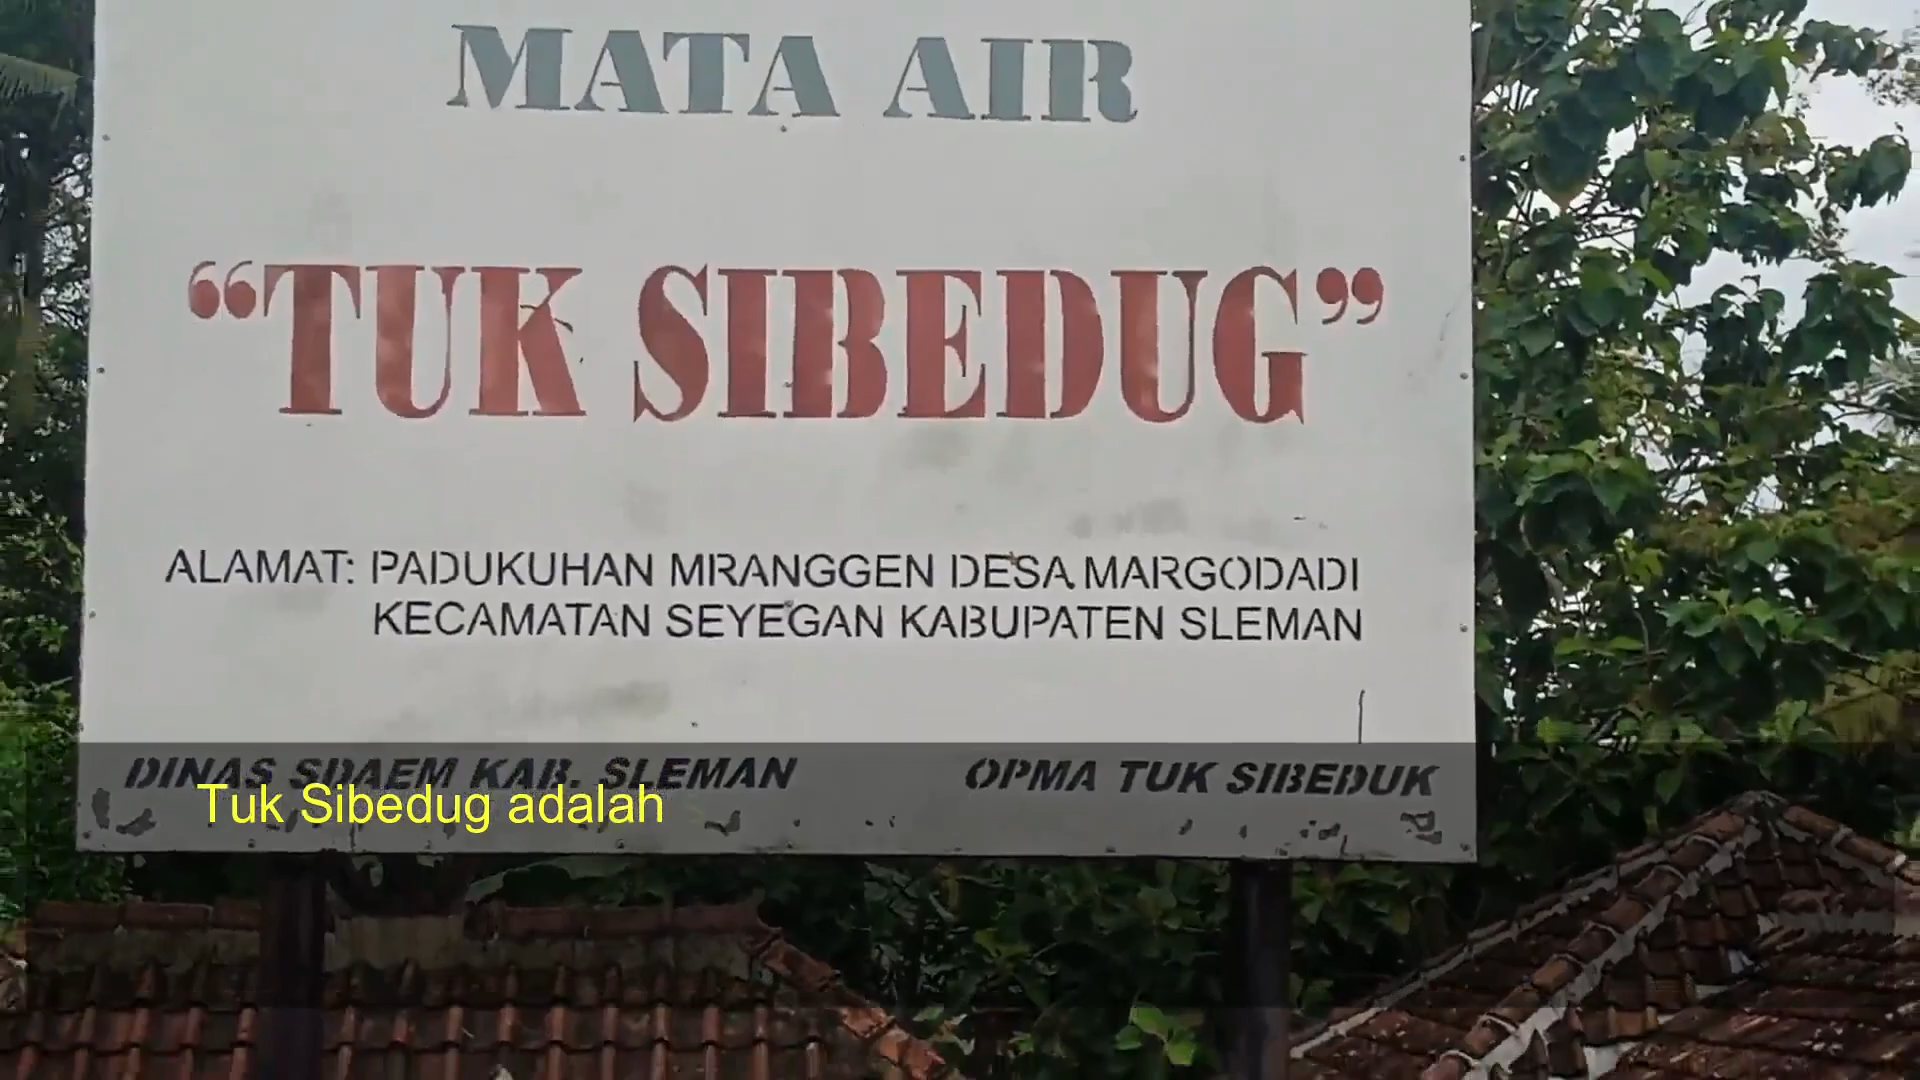 MATA AIR
“TUK SIBEDUG”
ALAMAT: PADUKUHAN MRANGGEN DESA MARGODADI
KECAMATAN SEYEGAN KABUPATEN SLEMAN
DINAS SDAEM KAB. SLEMAN
OPMA TUK SIBEDUK
Tuk Sibedug adalah